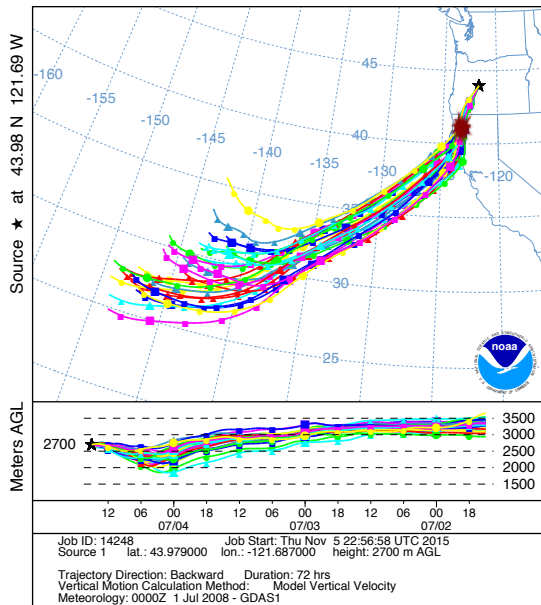 Source ★ at 43.98 N 121.69 W
-160
-155
-150
-145
-140
-135
-130
-120
45
40
35
30
25
noaa
Meters AGL
2700
3500
3000
2500
2000
1500
12 06 00 18 12 06 00 18 12 06 00 18
07/04 07/03 07/02
Job ID: 14248 Job Start: Thu Nov 5 22:56:58 UTC 2015
Source 1 lat.: 43.979000 lon.: -121.687000 height: 2700 m AGL
Trajectory Direction: Backward Duration: 72 hrs
Vertical Motion Calculation Method: Model Vertical Velocity
Meteorology: 0000Z 1 Jul 2008 - GDAS1